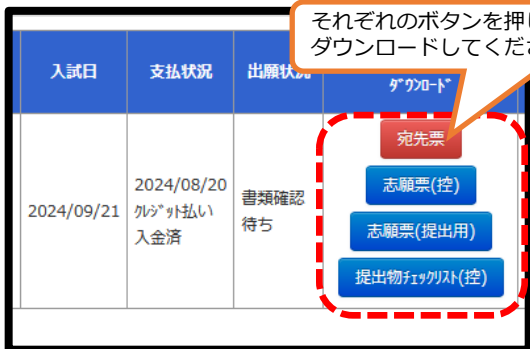 それぞれのボタンを押し
ダウンロードしてくださ
入試日
支払状況
出願状況
ﾀﾞｳﾝﾛｰﾄﾞ
2024/09/21
2024/08/20
ｸﾚｼﾞｯﾄ払い
入金済
書類確認
待ち
宛先票
志願票(控)
志願票(提出用)
提出物ﾁｪｯｸﾘｽﾄ(控)